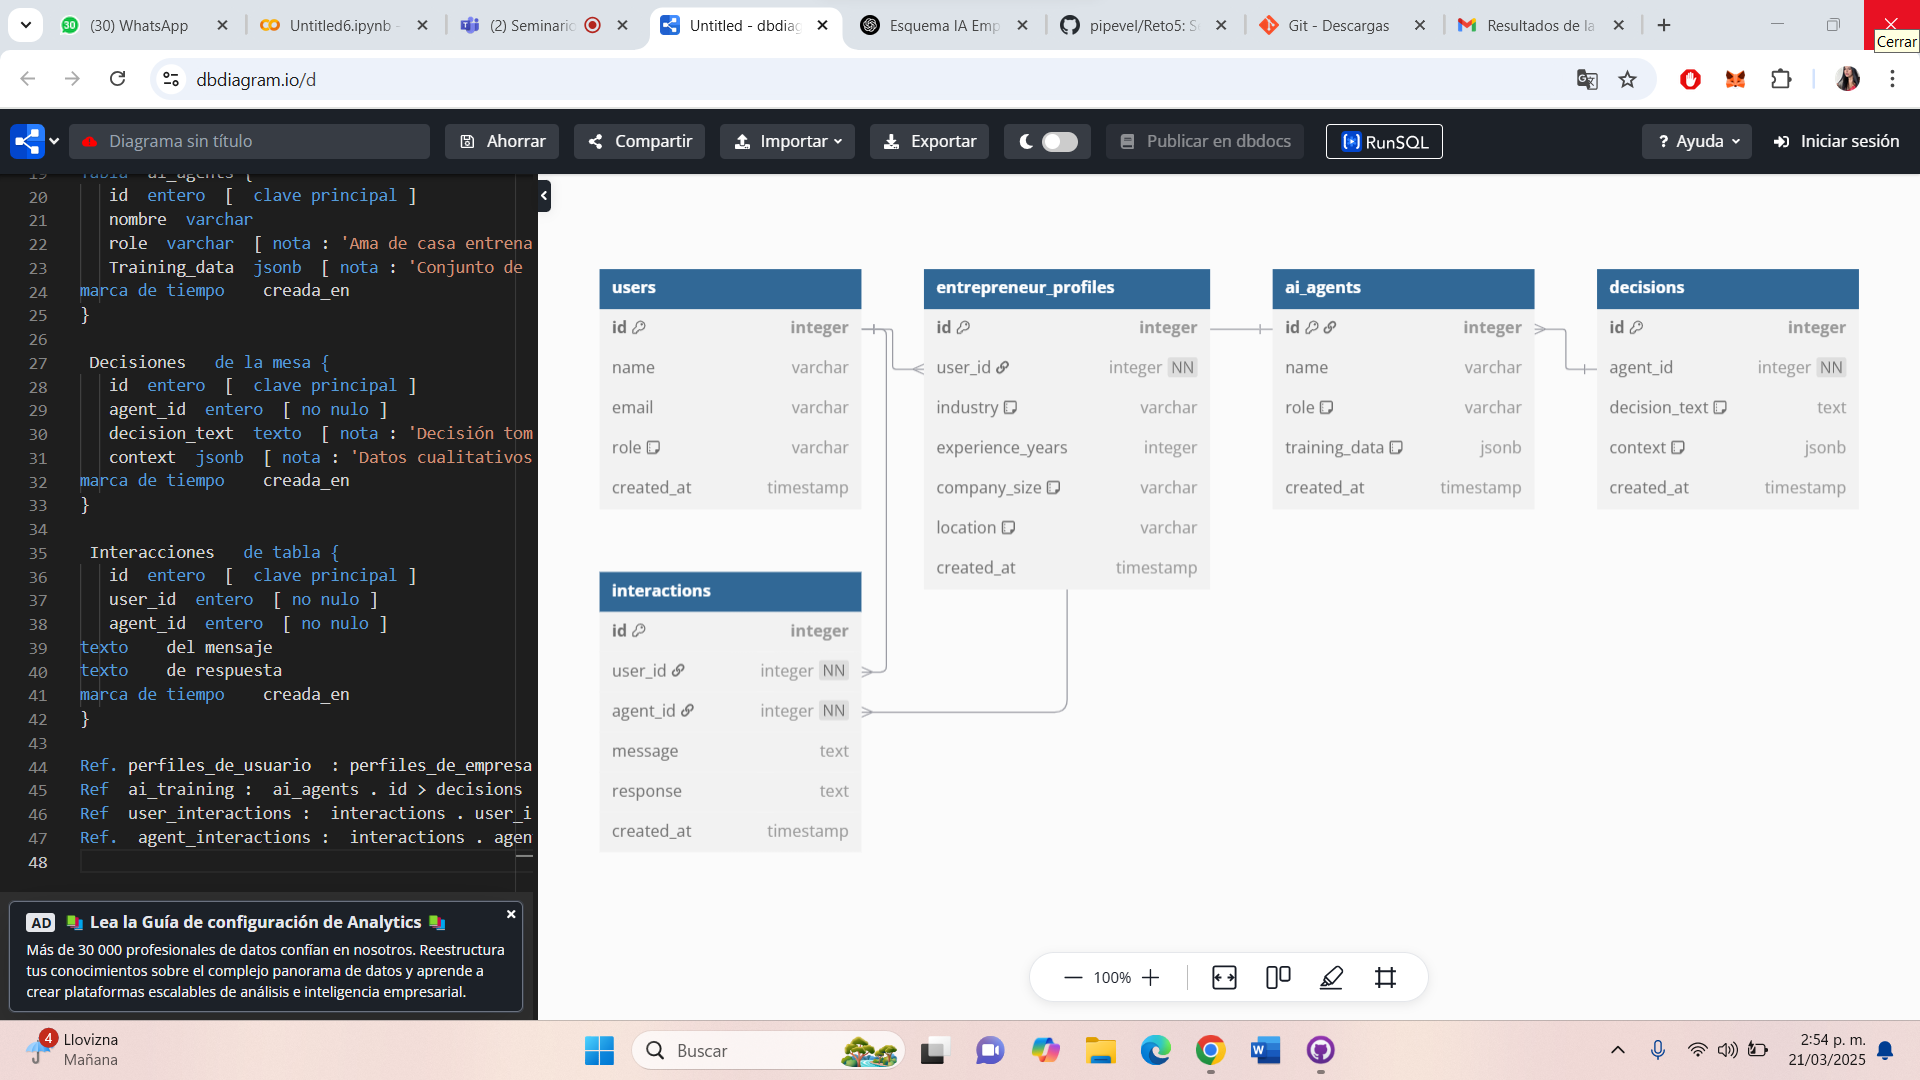 (30) WhatsApp
Untitled6.ipynb -
(2) Seminario
Untitled - dbdiag
Esquema IA Emp
pipevel/Reto5: S
Git - Descargas
Resultados de la
Cerrar
dbdiagram.io/d
Diagrama sin título
Ahorrar
Compartir
Importar
Exportar
Publicar en dbdocs
RunSQL
? Ayuda
Iniciar sesión
19 Tabla ai_agents {
20 id entero [ clave principal ]
21 nombre varchar
22 role varchar [ nota : 'Ama de casa entrena
23 Training_data jsonb [ nota : 'Conjunto de
24 marca de tiempo creada_en
25 }
26
27 Decisiones de la mesa {
28 id entero [ clave principal ]
29 agent_id entero [ no nulo ]
30 decision_text texto [ nota : 'Decisión tom
31 context jsonb [ nota : 'Datos cualitativos
32 marca de tiempo creada_en
33 }
34
35 Interacciones de tabla {
36 id entero [ clave principal ]
37 user_id entero [ no nulo ]
38 agent_id entero [ no nulo ]
39 texto del mensaje
40 texto de respuesta
41 marca de tiempo creada_en
42 }
43
44 Ref. perfiles_de_usuario : perfiles_de_empresa
45 Ref ai_training : ai_agents . id > decisions
46 Ref user_interactions : interactions . user_i
47 Ref. agent_interactions : interactions . agen
48
AD Lea la Guía de configuración de Analytics
Más de 30 000 profesionales de datos confían en nosotros. Reestructura
tus conocimientos sobre el complejo panorama de datos y aprende a
crear plataformas escalables de análisis e inteligencia empresarial.
users
id integer
name varchar
email varchar
role varchar
created_at timestamp
entrepreneur_profiles
id integer
user_id integer NN
industry varchar
experience_years integer
company_size varchar
location varchar
created_at timestamp
ai_agents
id integer
name varchar
role varchar
training_data jsonb
created_at timestamp
decisions
id integer
agent_id integer NN
decision_text text
context jsonb
created_at timestamp
interactions
id integer
user_id integer NN
agent_id integer NN
message text
response text
created_at timestamp
100%
4
Llovizna
Mañana
Buscar
2:54 p. m.
21/03/2025